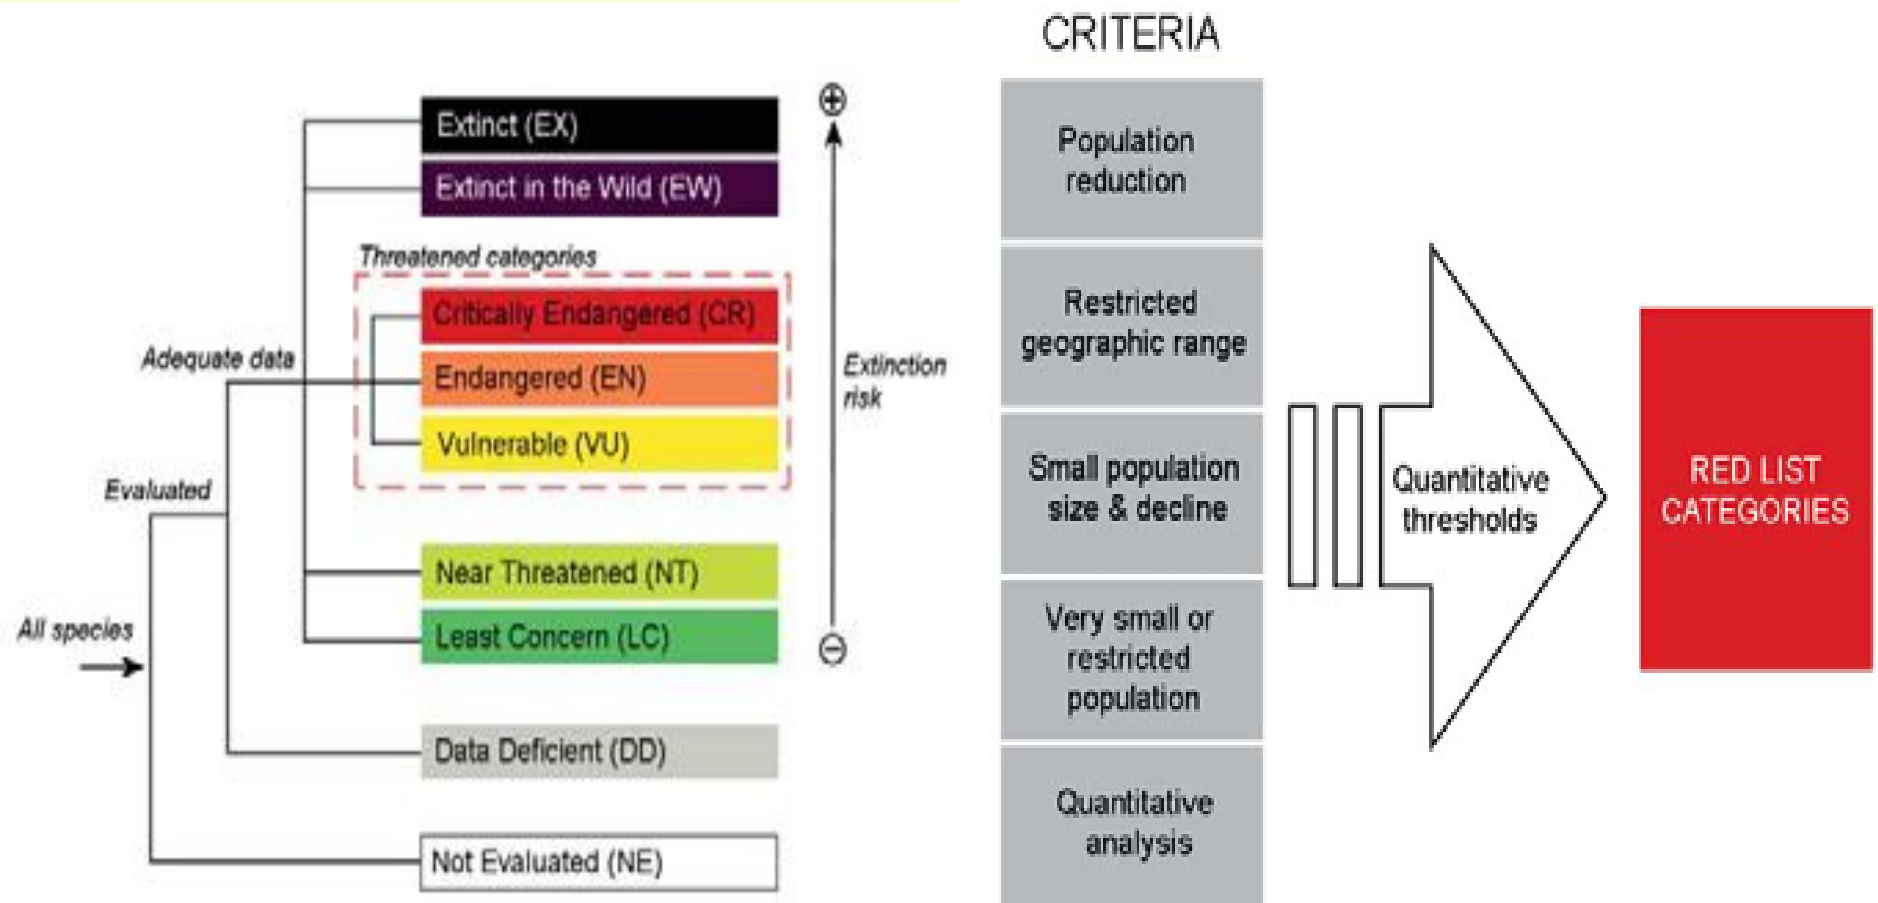 Extinct (EX)
Extinct in the Wild (EW)
Threatened categories
Critically Endangered (CR)
Adequate data
Endangered (EN)
Extinction
risk
Vulnerable (VU)
Evaluated
Near Threatened (NT)
All species
Least Concern (LC)
Data Deficient (DD)
Not Evaluated (NE)
CRITERIA
Population
reduction
Restricted
geographic range
Small population
size & decline
Very small or
restricted
population
Quantitative
analysis
Quantitative
thresholds
RED LIST
CATEGORIES